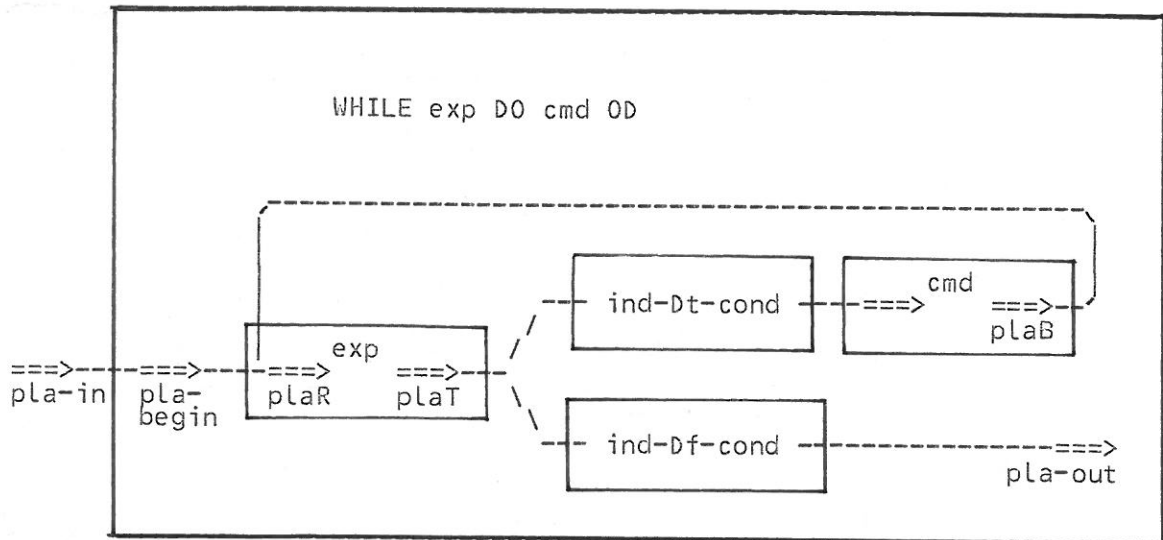 WHILE exp DO cmd OD
ind-Dt-cond
===> cmd ===>
plaB
===> pla-in
===> pla-begin
exp
===> ===>
plaR plaT
ind-Df-cond
===>
pla-out